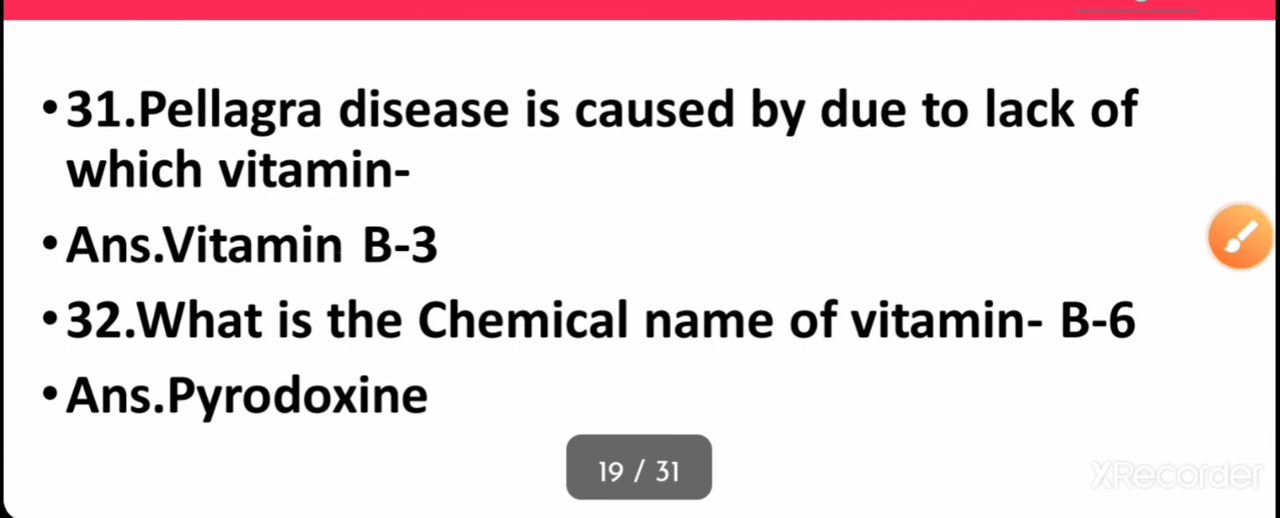 •31.Pellagra disease is caused by due to lack of
which vitamin-
•Ans.Vitamin B-3
•32.What is the Chemical name of vitamin- B-6
•Ans.Pyrodoxine
19 / 31
XRecorder